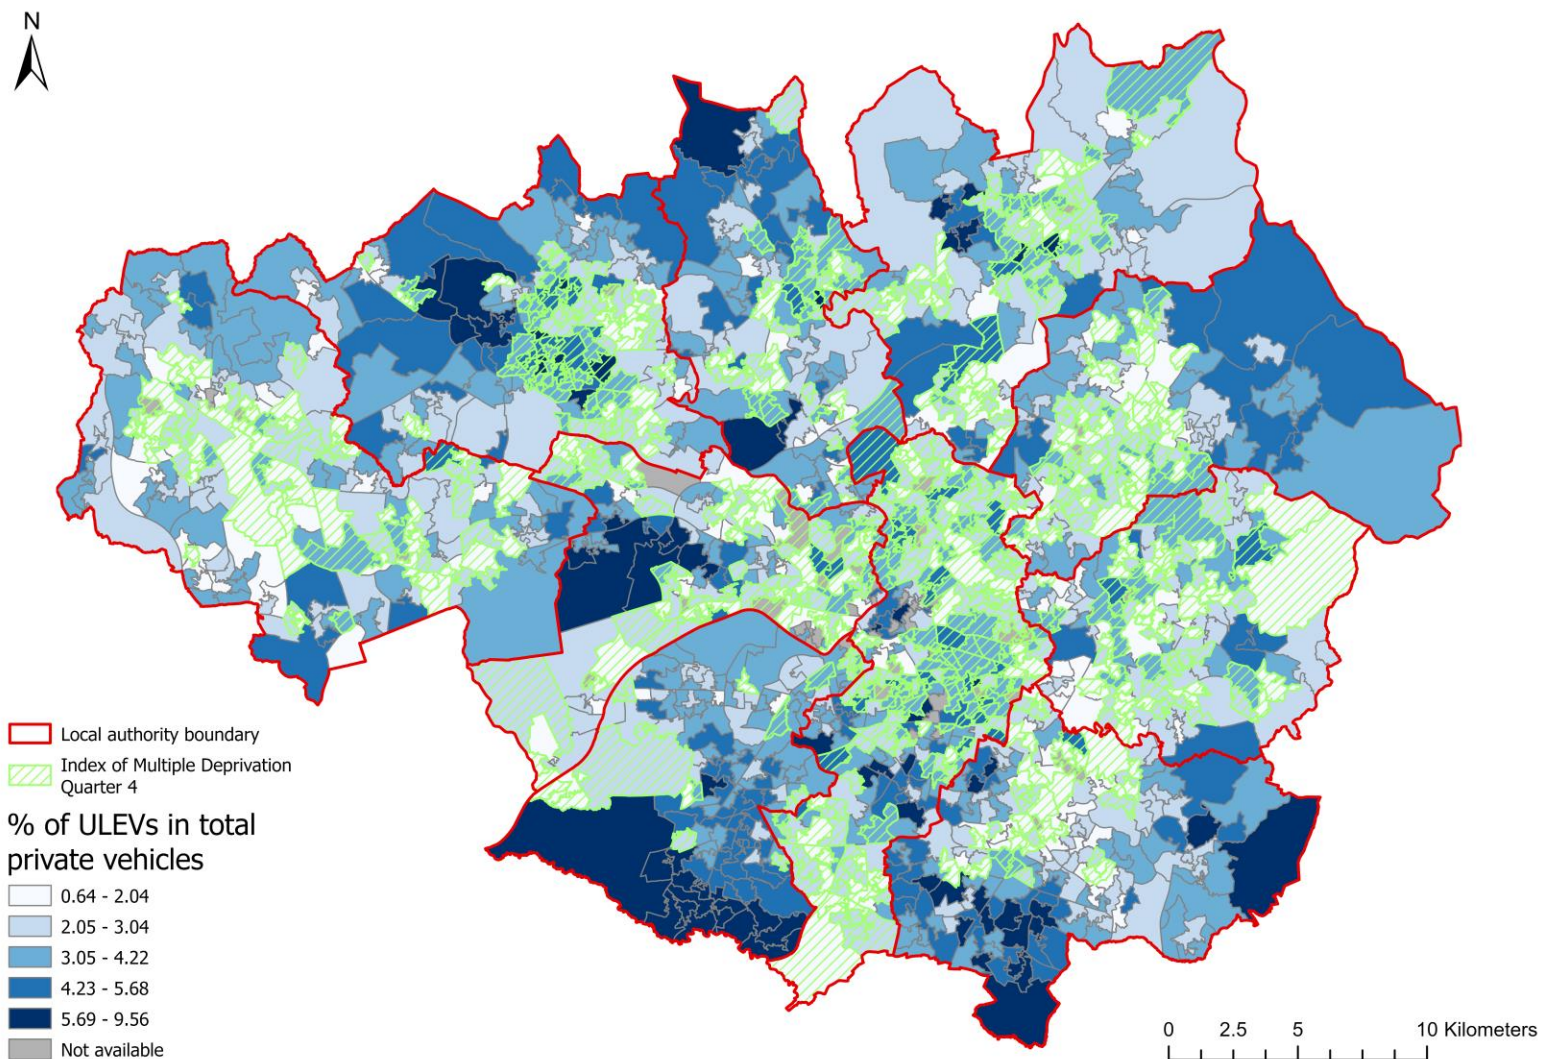 N
Local authority boundary
Index of Multiple Deprivation
Quarter 4
% of ULEVs in total
private vehicles
0.64 - 2.04
2.05 - 3.04
3.05 - 4.22
4.23 - 5.68
5.69 - 9.56
Not available
0 2.5 5 10 Kilometers